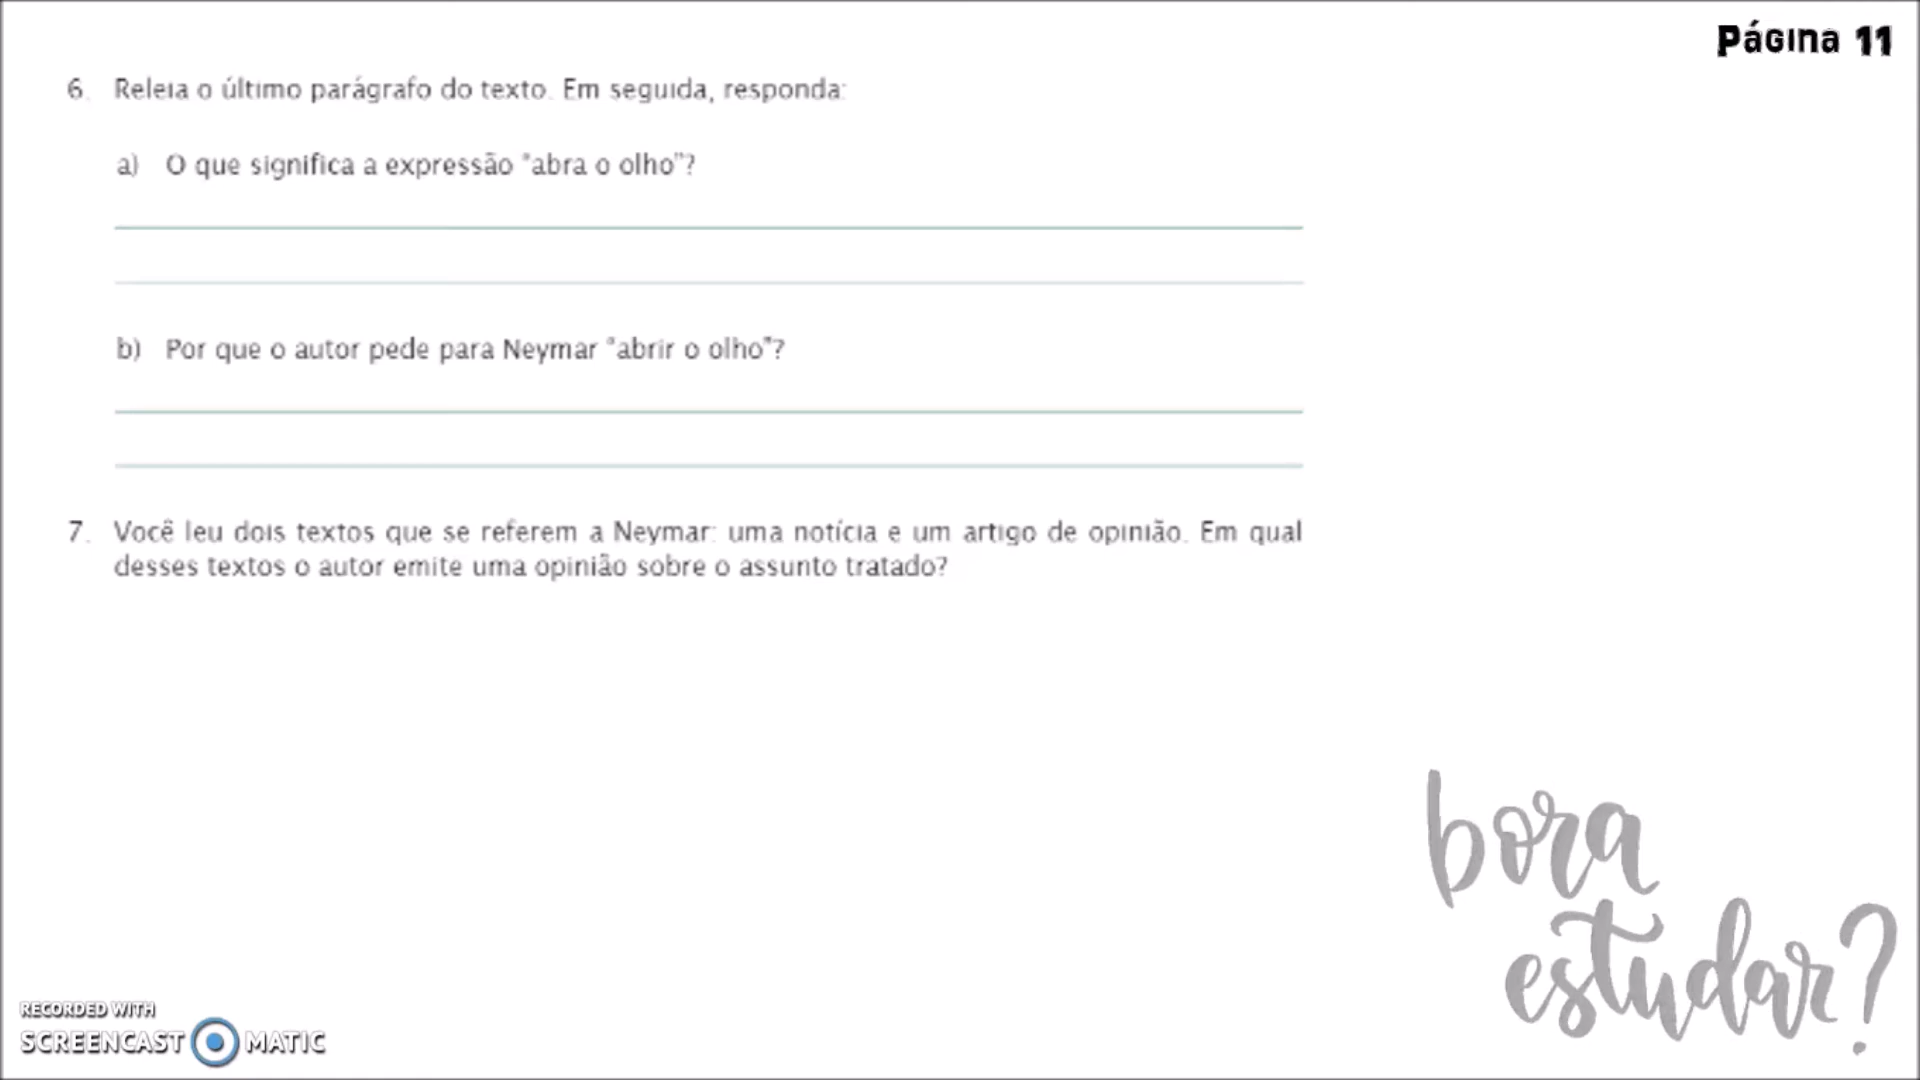 Página 11
6. Releia o último parágrafo do texto. Em seguida, responda:
a) O que significa a expressão "abra o olho"?
b) Por que o autor pede para Neymar "abrir o olho"?
7. Você leu dois textos que se referem a Neymar: uma notícia e um artigo de opinião. Em qual
desses textos o autor emite uma opinião sobre o assunto tratado?
bora
estudar?
RECORDED WITH
SCREENCAST MATIC